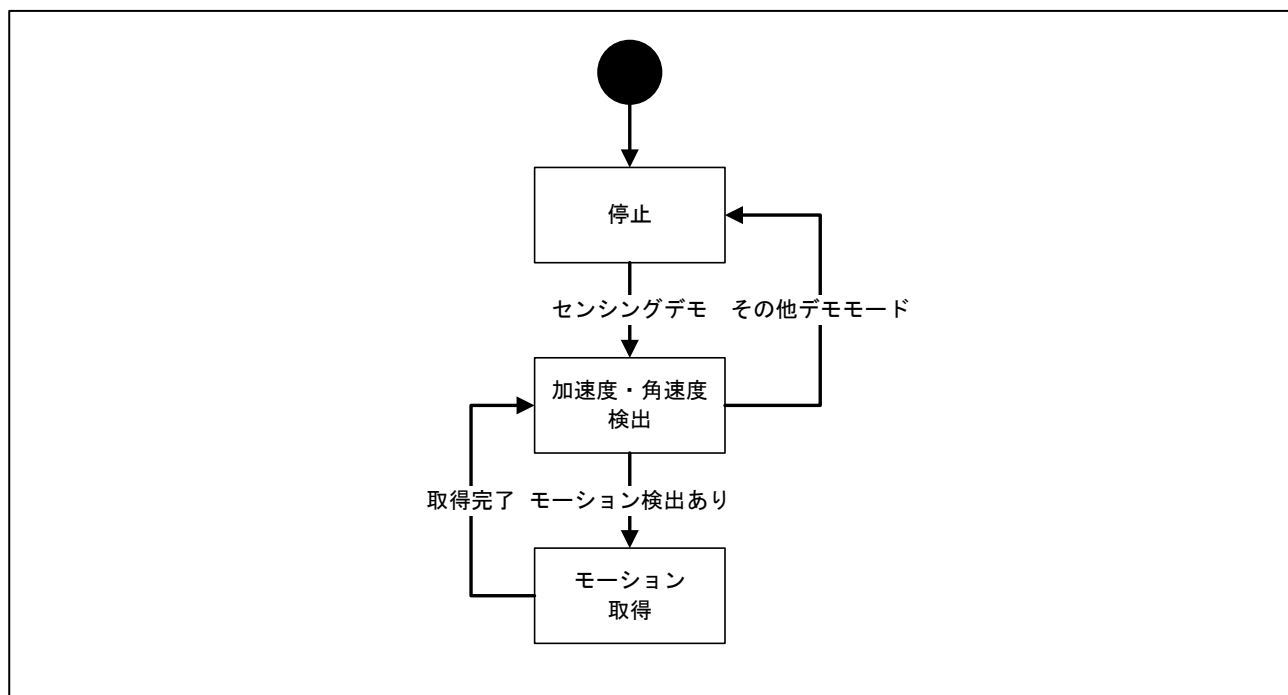 停止
センシングデモ
その他デモモード
加速度・角速度
検出
取得完了
モーション検出あり
モーション
取得